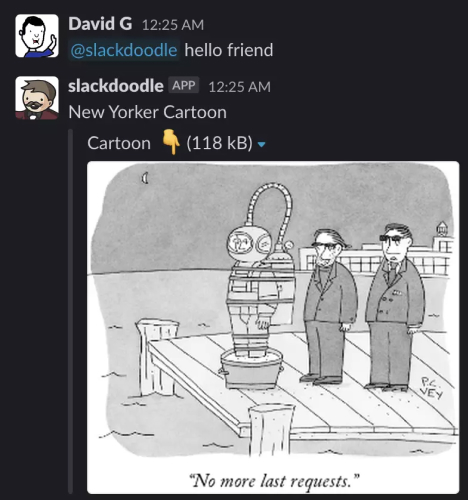 David G 12:25 AM
@slackdoodle hello friend
slackdoodle APP 12:25 AM
New Yorker Cartoon
Cartoon 👇 (118 kB)
P.C.
VEY
“No more last requests.”